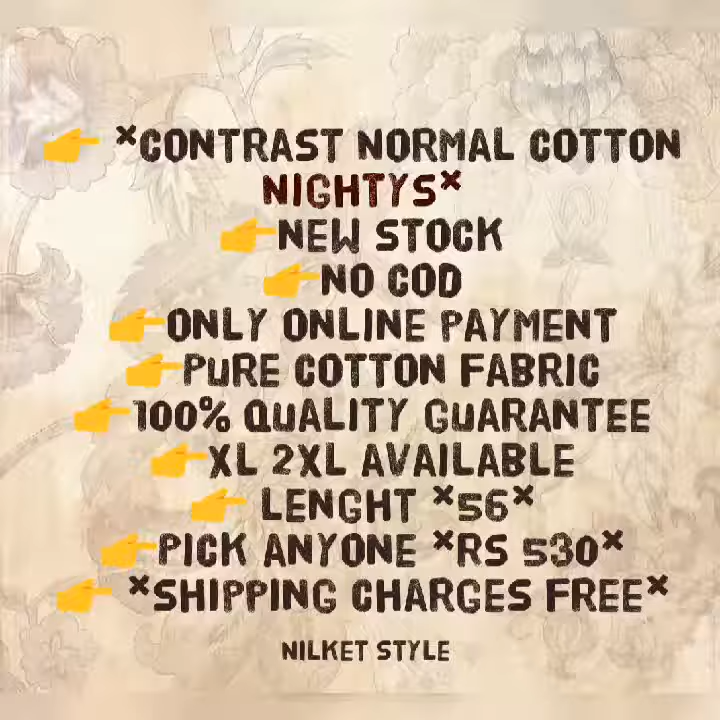 👉 *CONTRAST NORMAL COTTON
NIGHTYS*
👉NEW STOCK
👉NO COD
👉ONLY ONLINE PAYMENT
👉PURE COTTON FABRIC
👉100% QUALITY GUARANTEE
👉XL 2XL AVAILABLE
👉 LENGHT *56*
👉PICK ANYONE *RS 530*
👉 *SHIPPING CHARGES FREE*
NILKET STYLE